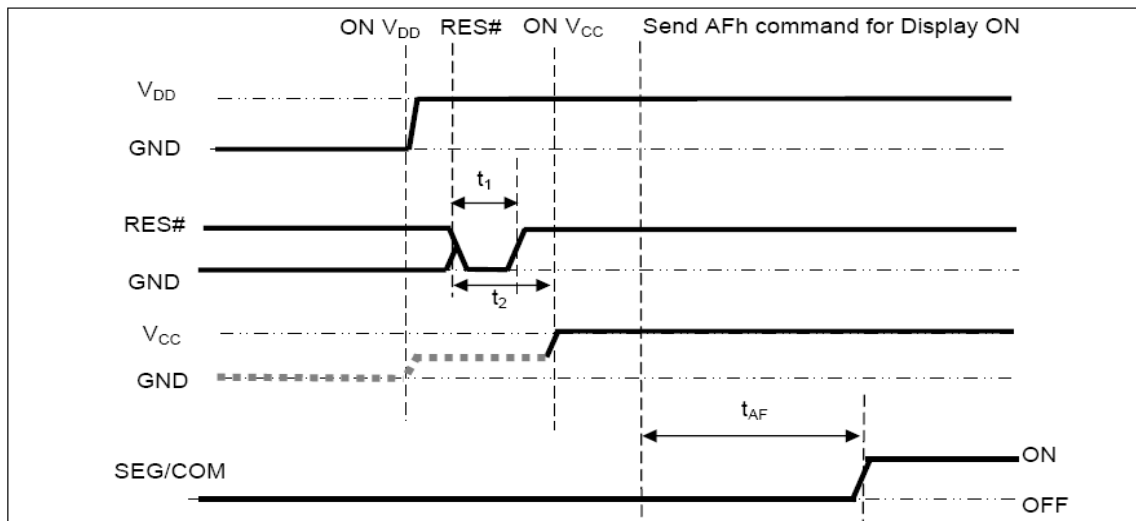 ON VDD RES# ON VCC Send AFh command for Display ON
VDD
GND
t1
RES#
GND
t2
VCC
GND
tAF
SEG/COM
ON
OFF